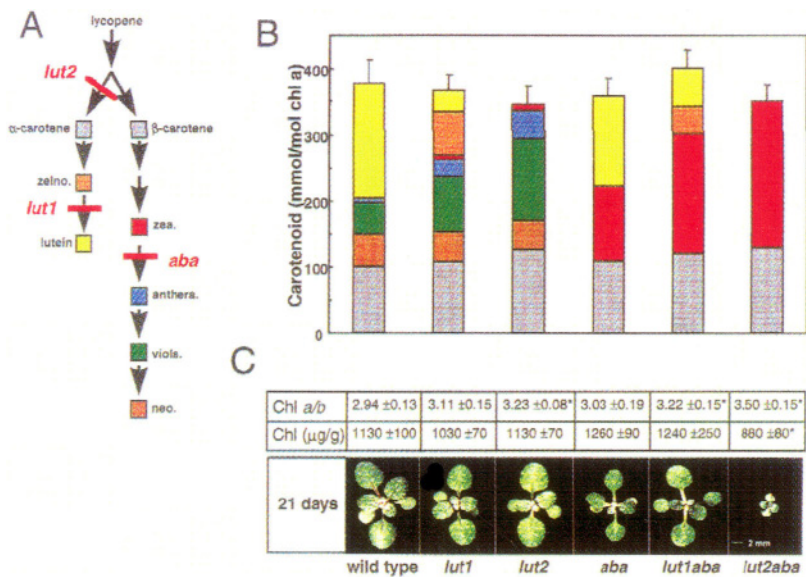 A
lycopene
lut2
α-carotene
β-carotene
zeino.
lut1
zea.
lutein
aba
anthera.
viola.
neo.
B
Carotenoid (mmol/mol chl a)
400
300
200
100
0
C
Chl a/b 2.94 ±0.13 3.11 ±0.15 3.23 ±0.08* 3.03 ±0.19 3.22 ±0.15* 3.50 ±0.15*
Chl (μg/g) 1130 ±100 1030 ±70 1130 ±70 1260 ±90 1240 ±250 880 ±80*
21 days
2 mm
wild type lut1 lut2 aba lut1aba lut2aba